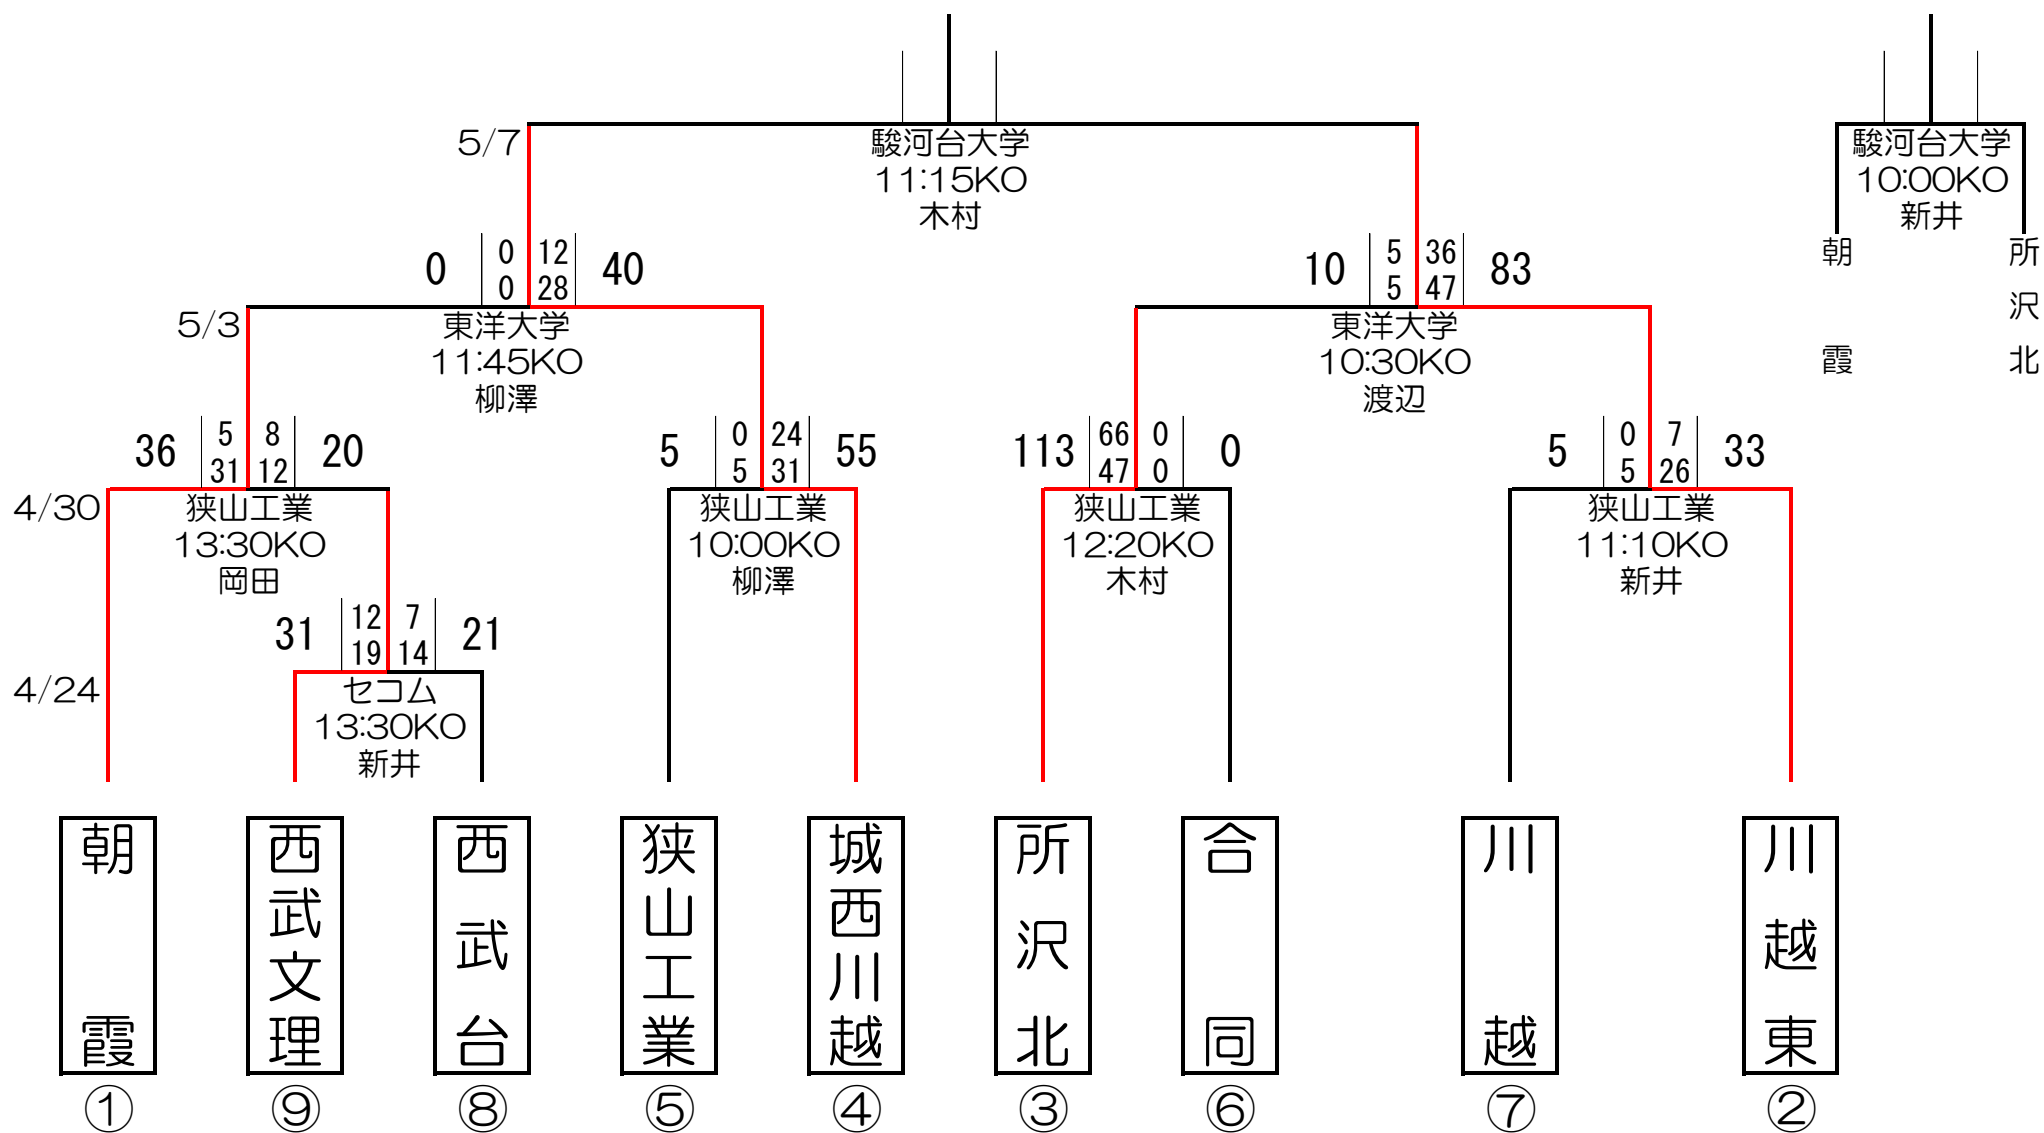 5/7
駿河台大学
11:15KO
木村
駿河台大学
10:00KO
新井
朝霞
所沢北
0 0 12 40
0 28
10 5 36 83
5 47
5/3
東洋大学
11:45KO
柳澤
東洋大学
10:30KO
渡辺
36 5 8 20
31 12
5 0 24 55
5 31
113 66 0 0
47 0
5 0 7 33
5 26
4/30
狭山工業
13:30KO
岡田
狭山工業
10:00KO
柳澤
狭山工業
12:20KO
木村
狭山工業
11:10KO
新井
31 12 7 21
19 14
4/24
セコム
13:30KO
新井
朝霞
①
西武文理
⑨
西武台
⑧
狭山工業
⑤
城西川越
④
所沢北
③
合同
⑥
川越
⑦
川越東
②